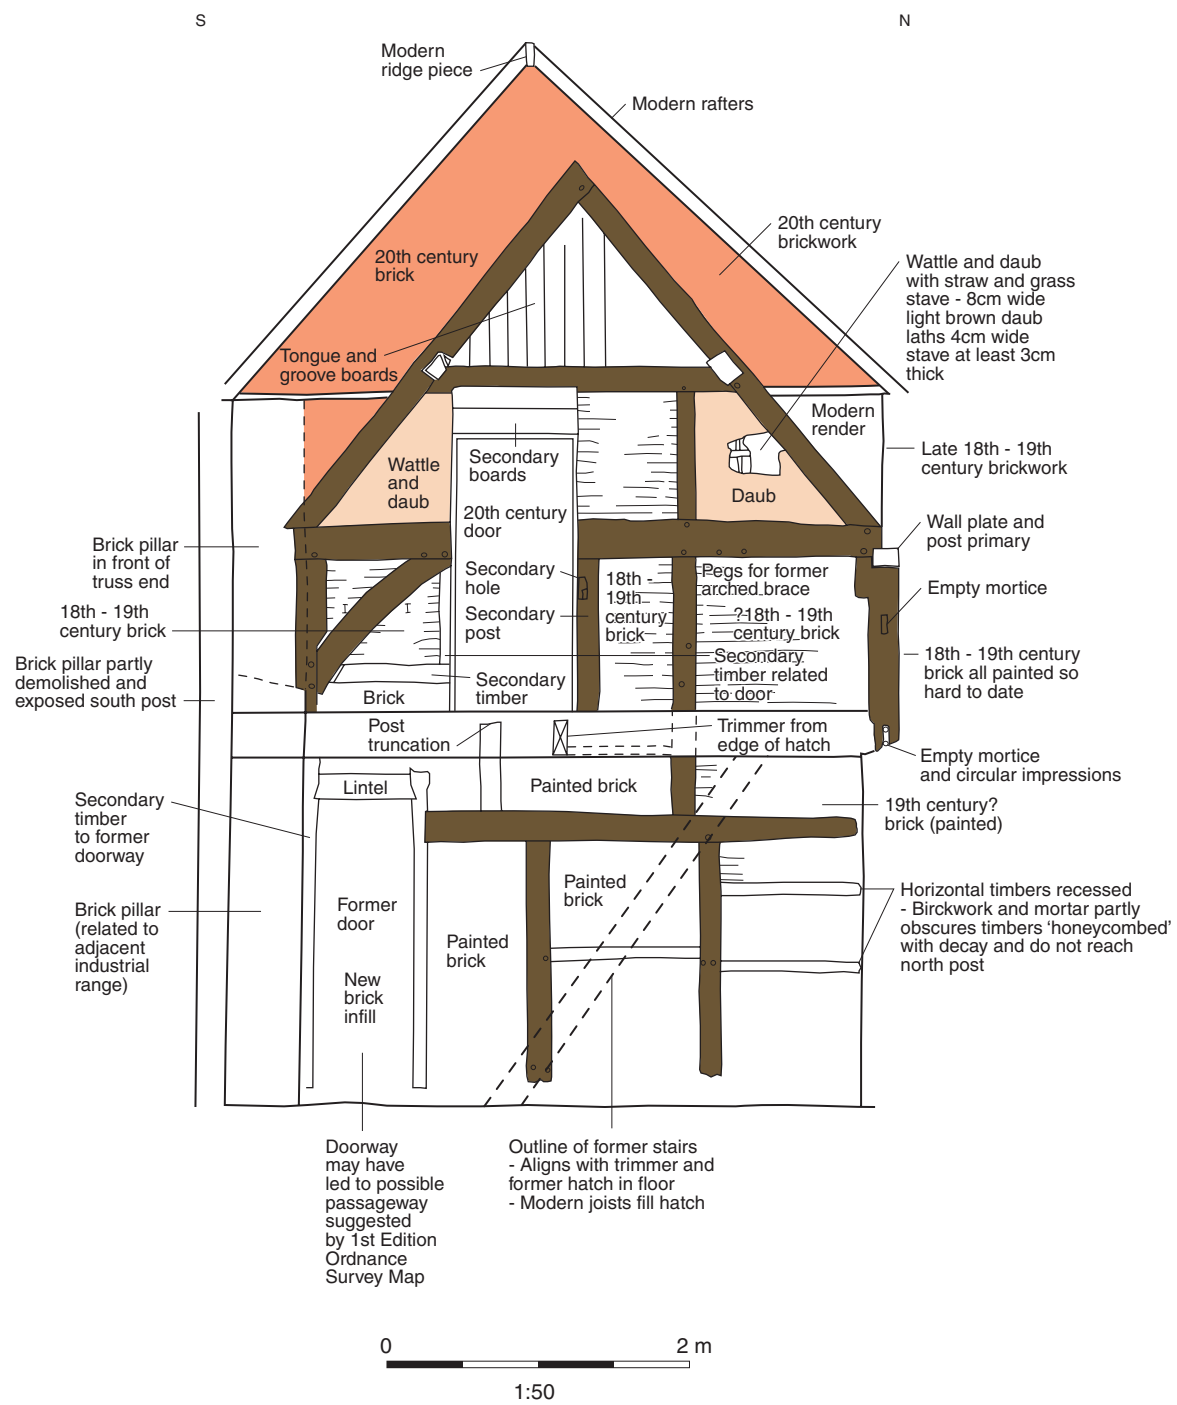 S
N
Modern
ridge piece
Modern rafters
20th century
brickwork
20th century
brick
Wattle and daub
with straw and grass
stave - 8cm wide
light brown daub
laths 4cm wide
stave at least 3cm
thick
Tongue and
groove boards
Modern
render
Late 18th - 19th
century brickwork
Wattle
and
daub
Secondary
boards
Daub
20th century
door
Wall plate and
post primary
Brick pillar
in front of
truss end
Secondary
hole
18th -
19th
century
brick
Pegs for former
arched brace
Empty mortice
18th - 19th
century brick
Secondary
post
?18th - 19th
century brick
Brick pillar partly
demolished and
exposed south post
Secondary
timber related
to door
18th - 19th century
brick all painted so
hard to date
Brick
Secondary
timber
Post
truncation
Trimmer from
edge of hatch
Empty mortice
and circular impressions
Lintel
Painted brick
Secondary
timber
to former
doorway
19th century?
brick (painted)
Painted
brick
Horizontal timbers recessed
- Birckwork and mortar partly
obscures timbers ‘honeycombed’
with decay and do not reach
north post
Brick pillar
(related to
adjacent
industrial
range)
Former
door
Painted
brick
New
brick
infill
Doorway
may have
led to possible
passageway
suggested
by 1st Edition
Ordnance
Survey Map
Outline of former stairs
- Aligns with trimmer and
former hatch in floor
- Modern joists fill hatch
0
2 m
1:50